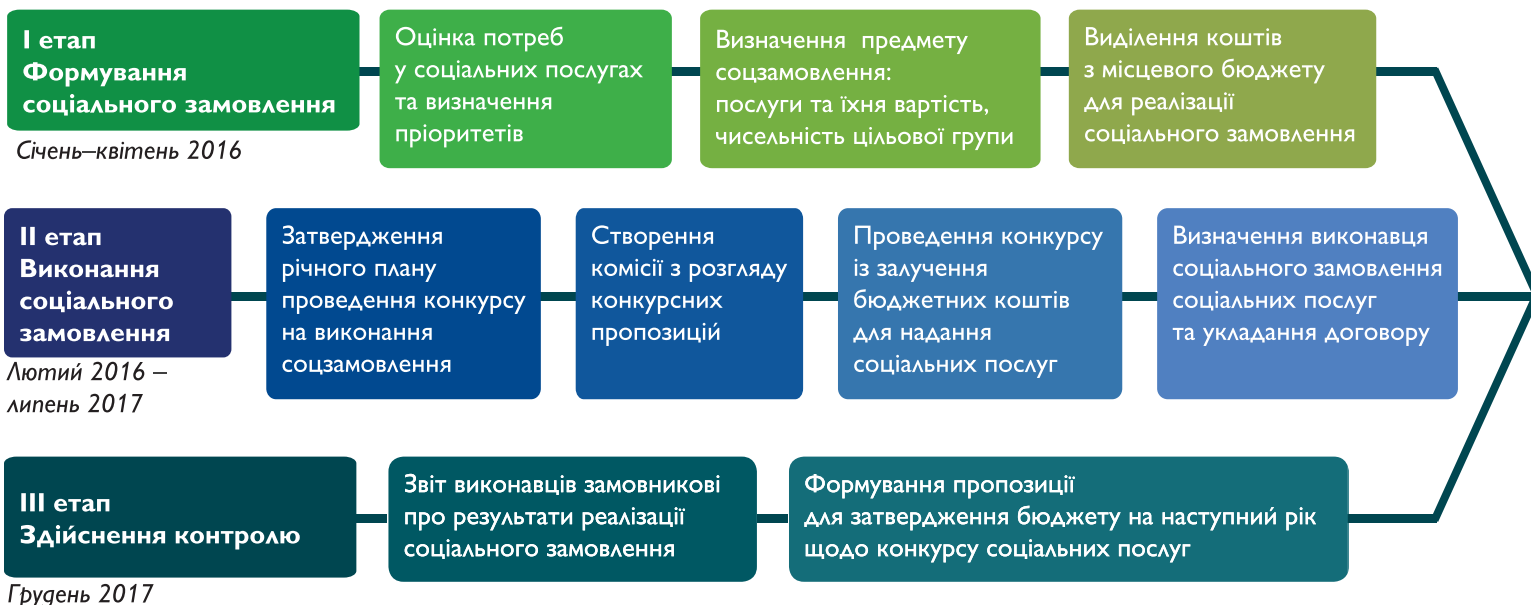 І етап
Формування
соціального замовлення
Січень–квітень 2016
Оцінка потреб
у соціальних послугах
та визначення
пріоритетів
Визначення предмету
соцзамовлення:
послуги та їхня вартість,
чисельність цільової групи
Виділення коштів
з місцевого бюджету
для реалізації
соціального замовлення
ІІ етап
Виконання
соціального
замовлення
Лютий 2016 –
липень 2017
Затвердження
річного плану
проведення конкурсу
на виконання
соцзамовлення
Створення
комісії з розгляду
конкурсних
пропозицій
Проведення конкурсу
із залучення
бюджетних коштів
для надання
соціальних послуг
Визначення виконавця
соціального замовлення
соціальних послуг
та укладання договору
ІІІ етап
Здійснення контролю
Грудень 2017
Звіт виконавців замовникові
про результати реалізації
соціального замовлення
Формування пропозиції
для затвердження бюджету на наступний рік
щодо конкурсу соціальних послуг